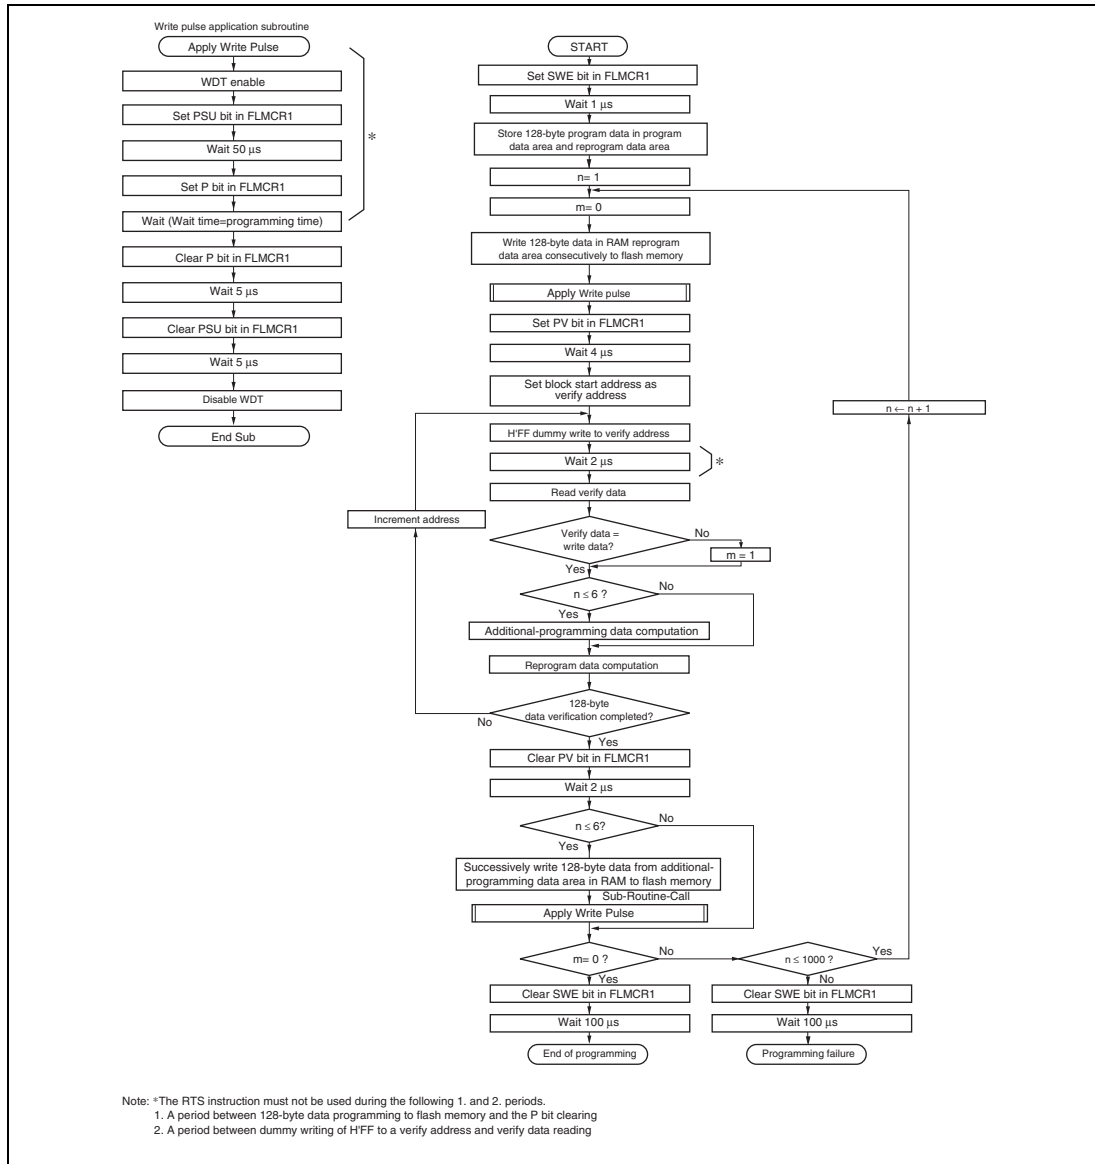 Write pulse application subroutine
Apply Write Pulse
WDT enable
Set PSU bit in FLMCR1
Wait 50 μs
Set P bit in FLMCR1
Wait (Wait time=programming time)
Clear P bit in FLMCR1
Wait 5 μs
Clear PSU bit in FLMCR1
Wait 5 μs
Disable WDT
End Sub
*
START
Set SWE bit in FLMCR1
Wait 1 μs
Store 128-byte program data in program
data area and reprogram data area
n= 1
m= 0
Write 128-byte data in RAM reprogram
data area consecutively to flash memory
Apply Write pulse
Set PV bit in FLMCR1
Wait 4 μs
Set block start address as
verify address
n ← n + 1
H'FF dummy write to verify address
Wait 2 μs
*
Read verify data
Increment address
Verify data =
write data?
No
m = 1
Yes
n ≤ 6 ?
No
Yes
Additional-programming data computation
Reprogram data computation
128-byte
data verification completed?
No
Yes
Clear PV bit in FLMCR1
Wait 2 μs
n ≤ 6?
No
Yes
Successively write 128-byte data from additional-
programming data area in RAM to flash memory
Sub-Routine-Call
Apply Write Pulse
m= 0 ?
No
n ≤ 1000 ?
Yes
Yes
No
Clear SWE bit in FLMCR1
Clear SWE bit in FLMCR1
Wait 100 μs
Wait 100 μs
End of programming
Programming failure
Note: *The RTS instruction must not be used during the following 1. and 2. periods.
1. A period between 128-byte data programming to flash memory and the P bit clearing
2. A period between dummy writing of H'FF to a verify address and verify data reading